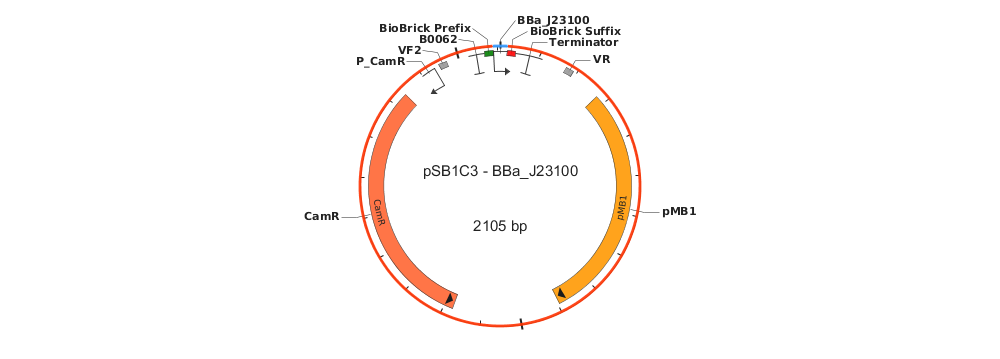 BBa_J23100
BioBrick Prefix
BioBrick Suffix
B0062
Terminator
VF2
VR
P_CamR
pSB1C3 - BBa_J23100
CamR
pMB1
CamR
pMB1
2105 bp